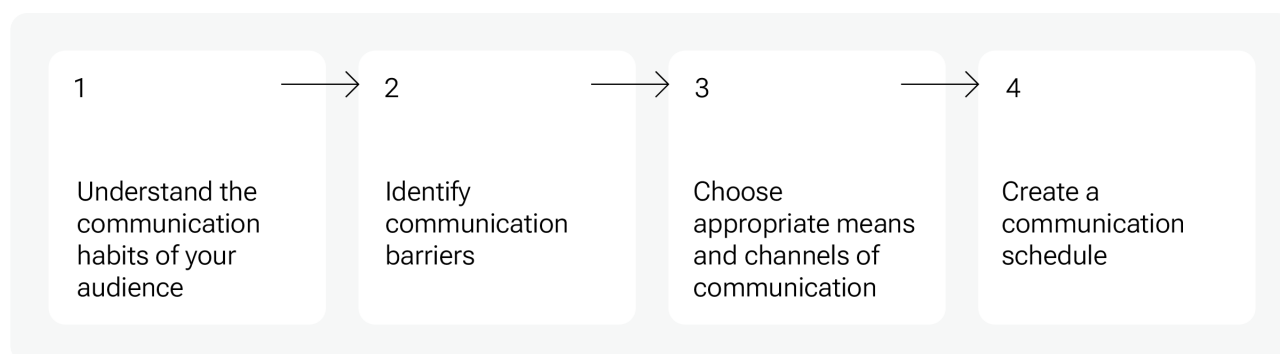 1
Understand the
communication
habits of your
audience
2
Identify
communication
barriers
3
Choose
appropriate means
and channels of
communication
4
Create a
communication
schedule